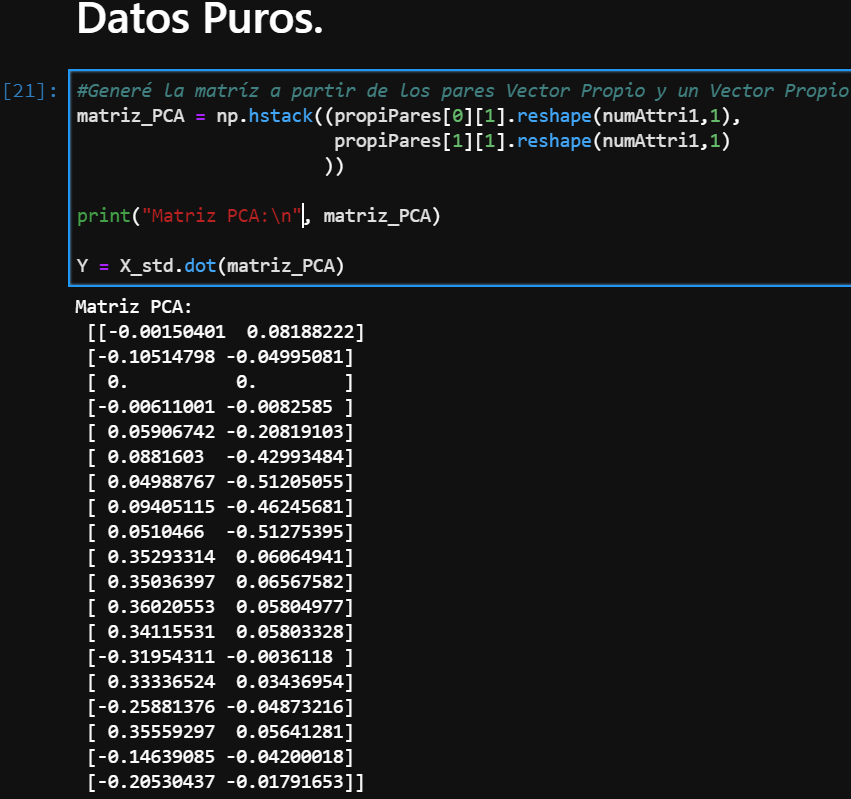 Datos Puros.
[21]: #Generé la matríz a partir de los pares Vector Propio y un Vector Propio
matriz_PCA = np.hstack((propiPares[0][1].reshape(numAttri1,1),
propiPares[1][1].reshape(numAttri1,1)
))
print("Matriz PCA:\n", matriz_PCA)
Y = X_std.dot(matriz_PCA)
Matriz PCA:
[[-0.00150401  0.08188222]
[-0.10514798 -0.04995081]
[ 0.          0.        ]
[-0.00611001 -0.0082585 ]
[ 0.05906742 -0.20819103]
[ 0.0881603  -0.42993484]
[ 0.04988767 -0.51205055]
[ 0.09405115 -0.46245681]
[ 0.0510466  -0.51275395]
[ 0.35293314  0.06064941]
[ 0.35036397  0.06567582]
[ 0.36020553  0.05804977]
[ 0.34115531  0.05803328]
[-0.31954311 -0.0036118 ]
[ 0.33336524  0.03436954]
[-0.25881376 -0.04873216]
[ 0.35559297  0.05641281]
[-0.14639085 -0.04200018]
[-0.20530437 -0.01791653]]